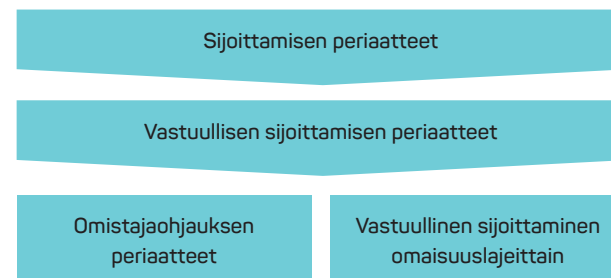 Sijoittamisen periaatteet
Vastuullisen sijoittamisen periaatteet
Omistajaohjauksen
periaatteet
Vastuullinen sijoittaminen
omaisuuslajeittain